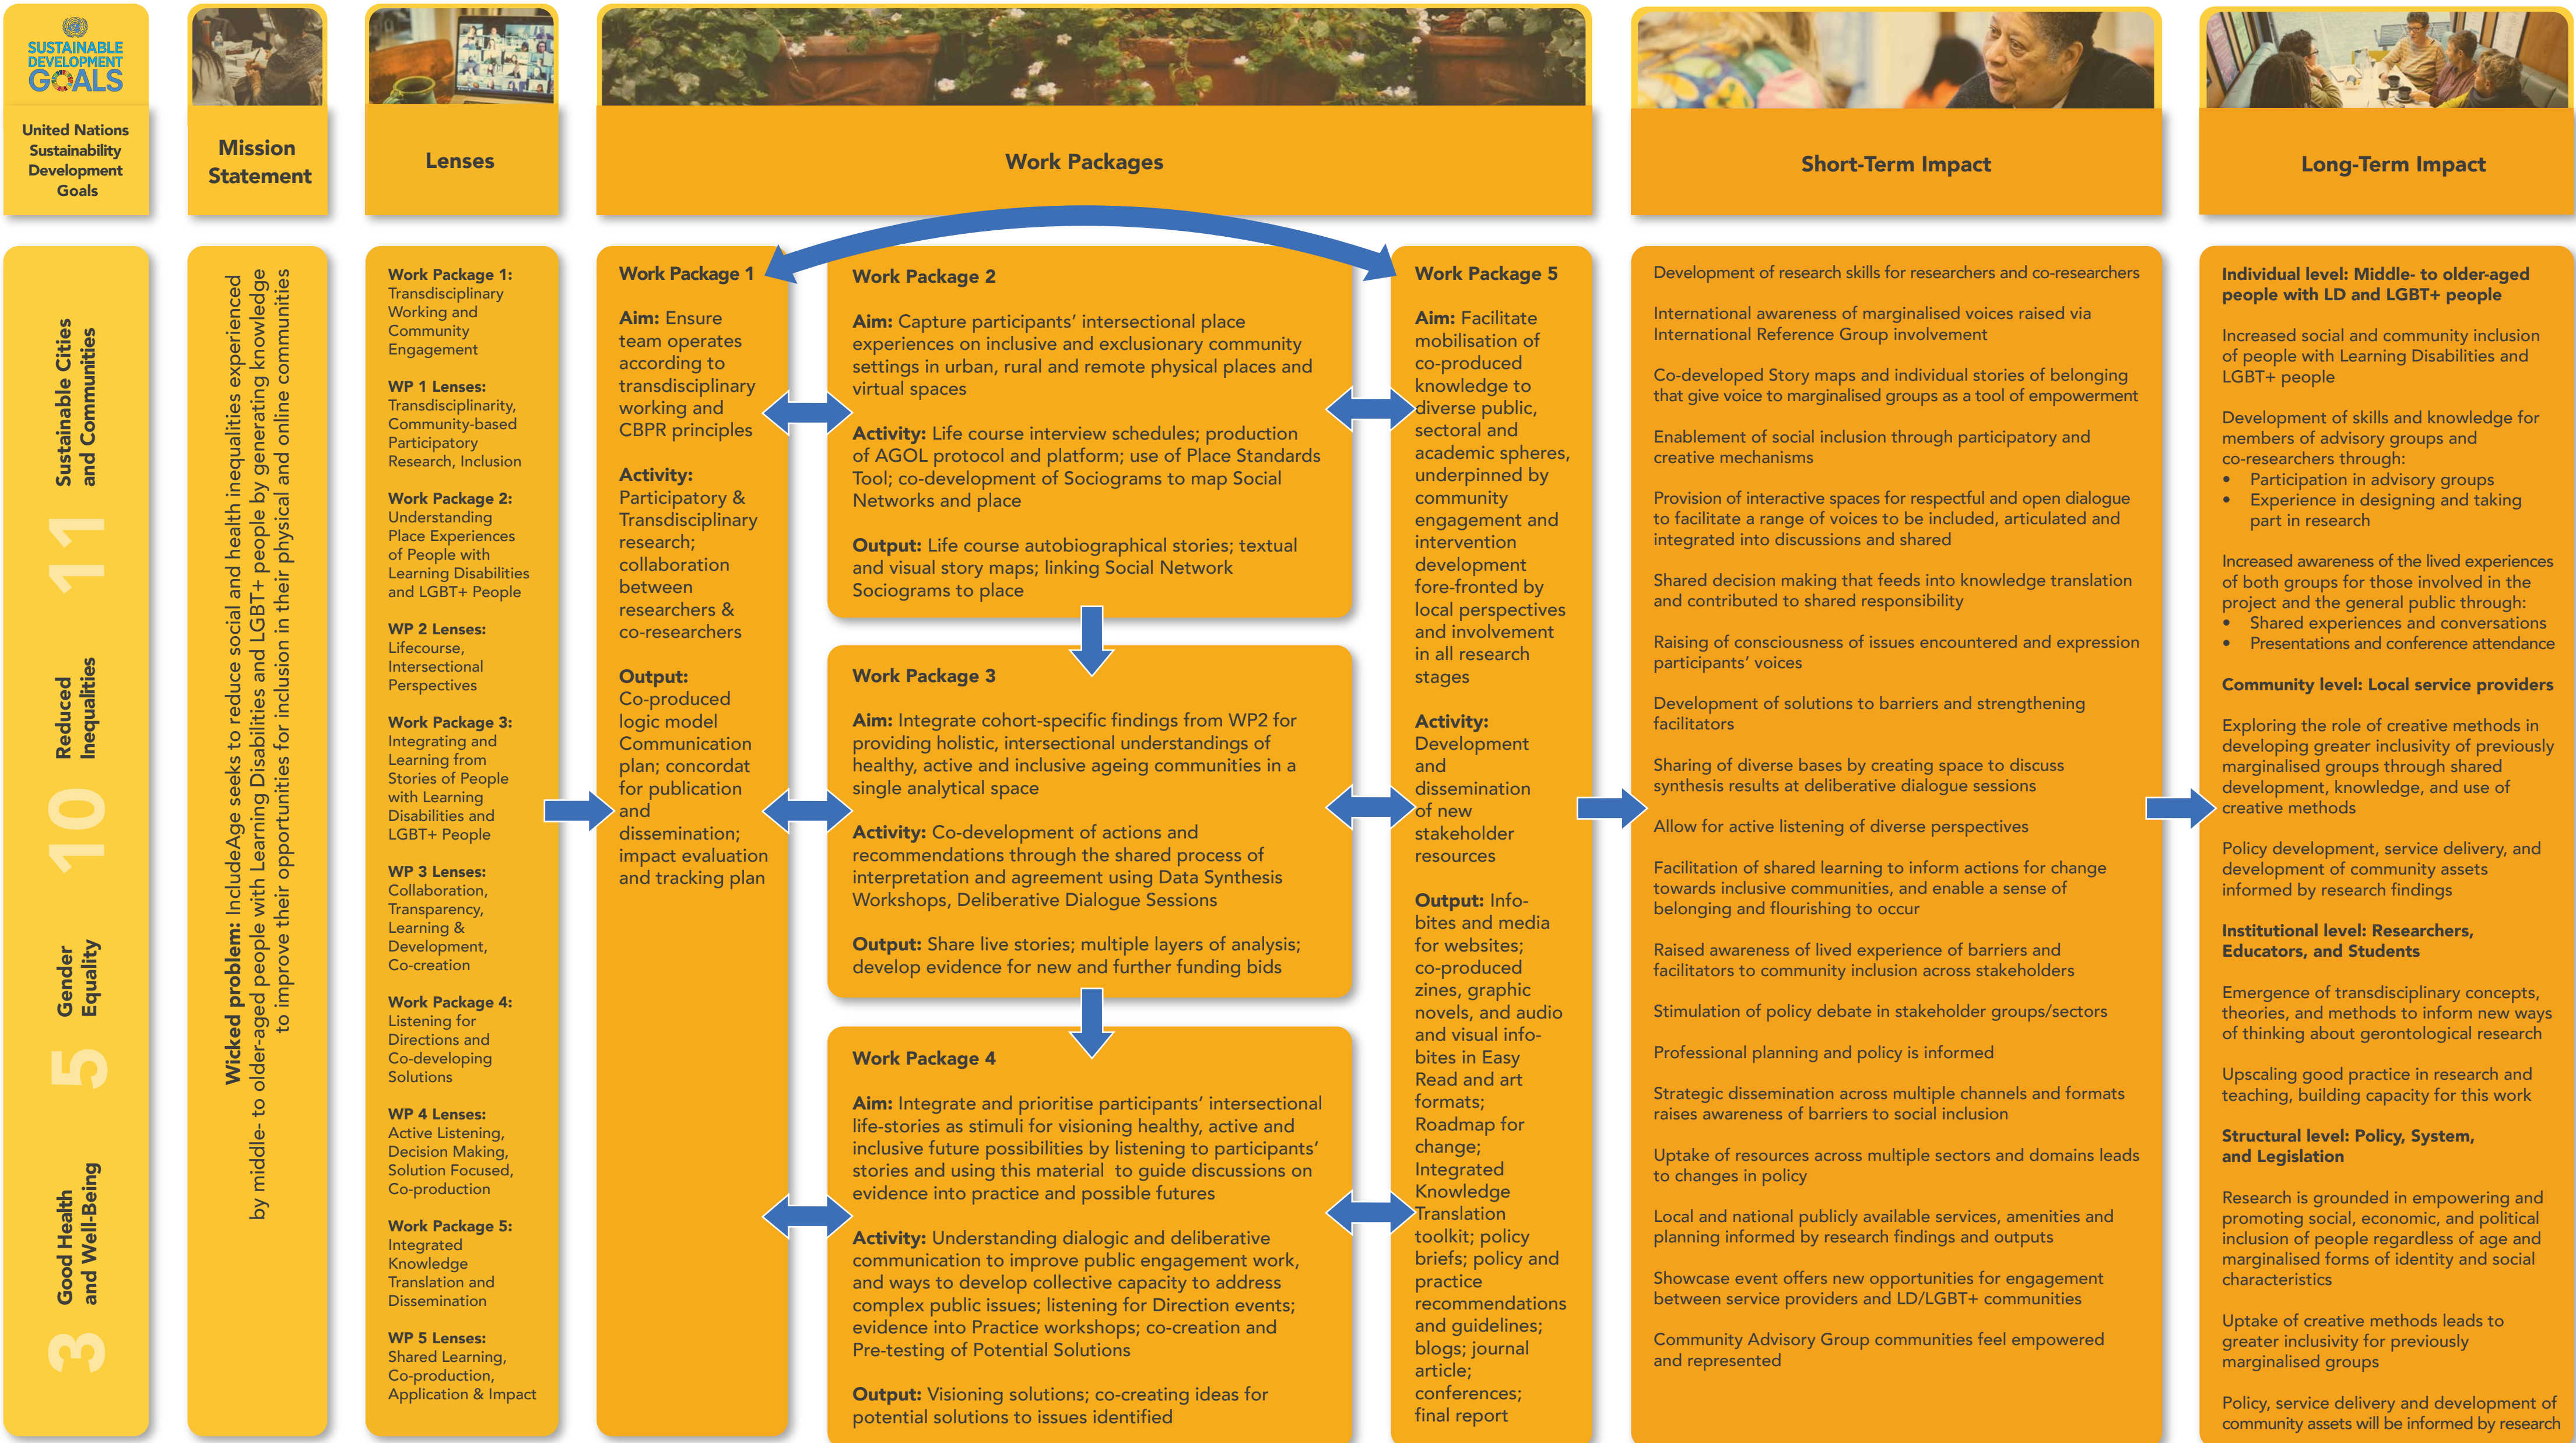 SUSTAINABLE
DEVELOPMENT
GOALS
United Nations
Sustainability
Development
Goals
Mission
Statement
Lenses
Work Packages
Short-Term Impact
Long-Term Impact
11
Sustainable Cities
and Communities
10
Reduced
Inequalities
5
Gender
Equality
3
Good Health
and Well-Being
Wicked problem: IncludeAge seeks to reduce social and health inequalities experienced
by middle- to older-aged people with Learning Disabilities and LGBT+ people by generating knowledge
to improve their opportunities for inclusion in their physical and online communities
Work Package 1:
Transdisciplinary
Working and
Community
Engagement
WP 1 Lenses:
Transdisciplinarity,
Community-based
Participatory
Research, Inclusion
Work Package 2:
Understanding
Place Experiences
of People with
Learning Disabilities
and LGBT+ People
WP 2 Lenses:
Lifecourse,
Intersectional
Perspectives
Work Package 3:
Integrating and
Learning from
Stories of People
with Learning
Disabilities and
LGBT+ People
WP 3 Lenses:
Collaboration,
Transparency,
Learning &
Development,
Co-creation
Work Package 4:
Listening for
Directions and
Co-developing
Solutions
WP 4 Lenses:
Active Listening,
Decision Making,
Solution Focused,
Co-production
Work Package 5:
Integrated
Knowledge
Translation and
Dissemination
WP 5 Lenses:
Shared Learning,
Co-production,
Application & Impact
Work Package 1
Aim: Ensure
team operates
according to
transdisciplinary
working and
CBPR principles
Activity:
Participatory &
Transdisciplinary
research;
collaboration
between
researchers &
co-researchers
Output:
Co-produced
logic model
Communication
plan; concordat
for publication
and
dissemination;
impact evaluation
and tracking plan
Work Package 2
Aim: Capture participants’ intersectional place
experiences on inclusive and exclusionary community
settings in urban, rural and remote physical places and
virtual spaces
Activity: Life course interview schedules; production
of AGOL protocol and platform; use of Place Standards
Tool; co-development of Sociograms to map Social
Networks and place
Output: Life course autobiographical stories; textual
and visual story maps; linking Social Network
Sociograms to place
Work Package 3
Aim: Integrate cohort-specific findings from WP2 for
providing holistic, intersectional understandings of
healthy, active and inclusive ageing communities in a
single analytical space
Activity: Co-development of actions and
recommendations through the shared process of
interpretation and agreement using Data Synthesis
Workshops, Deliberative Dialogue Sessions
Output: Share live stories; multiple layers of analysis;
develop evidence for new and further funding bids
Work Package 4
Aim: Integrate and prioritise participants’ intersectional
life-stories as stimuli for visioning healthy, active and
inclusive future possibilities by listening to participants’
stories and using this material  to guide discussions on
evidence into practice and possible futures
Activity: Understanding dialogic and deliberative
communication to improve public engagement work,
and ways to develop collective capacity to address
complex public issues; listening for Direction events;
evidence into Practice workshops; co-creation and
Pre-testing of Potential Solutions
Output: Visioning solutions; co-creating ideas for
potential solutions to issues identified
Work Package 5
Aim: Facilitate
mobilisation of
co-produced
knowledge to
diverse public,
sectoral and
academic spheres,
underpinned by
community
engagement and
intervention
development
fore-fronted by
local perspectives
and involvement
in all research
stages
Activity:
Development
and
dissemination
of new
stakeholder
resources
Output: Info-
bites and media
for websites;
co-produced
zines, graphic
novels, and audio
and visual info-
bites in Easy
Read and art
formats;
Roadmap for
change;
Integrated
Knowledge
Translation
toolkit; policy
briefs; policy and
practice
recommendations
and guidelines;
blogs; journal
article;
conferences;
final report
Development of research skills for researchers and co-researchers
International awareness of marginalised voices raised via
International Reference Group involvement
Co-developed Story maps and individual stories of belonging
that give voice to marginalised groups as a tool of empowerment
Enablement of social inclusion through participatory and
creative mechanisms
Provision of interactive spaces for respectful and open dialogue
to facilitate a range of voices to be included, articulated and
integrated into discussions and shared
Shared decision making that feeds into knowledge translation
and contributed to shared responsibility
Raising of consciousness of issues encountered and expression
participants’ voices
Development of solutions to barriers and strengthening
facilitators
Sharing of diverse bases by creating space to discuss
synthesis results at deliberative dialogue sessions
Allow for active listening of diverse perspectives
Facilitation of shared learning to inform actions for change
towards inclusive communities, and enable a sense of
belonging and flourishing to occur
Raised awareness of lived experience of barriers and
facilitators to community inclusion across stakeholders
Stimulation of policy debate in stakeholder groups/sectors
Professional planning and policy is informed
Strategic dissemination across multiple channels and formats
raises awareness of barriers to social inclusion
Uptake of resources across multiple sectors and domains leads
to changes in policy
Local and national publicly available services, amenities and
planning informed by research findings and outputs
Showcase event offers new opportunities for engagement
between service providers and LD/LGBT+ communities
Community Advisory Group communities feel empowered
and represented
Individual level: Middle- to older-aged
people with LD and LGBT+ people
Increased social and community inclusion
of people with Learning Disabilities and
LGBT+ people
Development of skills and knowledge for
members of advisory groups and
co-researchers through:
• Participation in advisory groups
• Experience in designing and taking
part in research
Increased awareness of the lived experiences
of both groups for those involved in the
project and the general public through:
• Shared experiences and conversations
• Presentations and conference attendance
Community level: Local service providers
Exploring the role of creative methods in
developing greater inclusivity of previously
marginalised groups through shared
development, knowledge, and use of
creative methods
Policy development, service delivery, and
development of community assets
informed by research findings
Institutional level: Researchers,
Educators, and Students
Emergence of transdisciplinary concepts,
theories, and methods to inform new ways
of thinking about gerontological research
Upscaling good practice in research and
teaching, building capacity for this work
Structural level: Policy, System,
and Legislation
Research is grounded in empowering and
promoting social, economic, and political
inclusion of people regardless of age and
marginalised forms of identity and social
characteristics
Uptake of creative methods leads to
greater inclusivity for previously
marginalised groups
Policy, service delivery and development of
community assets will be informed by research